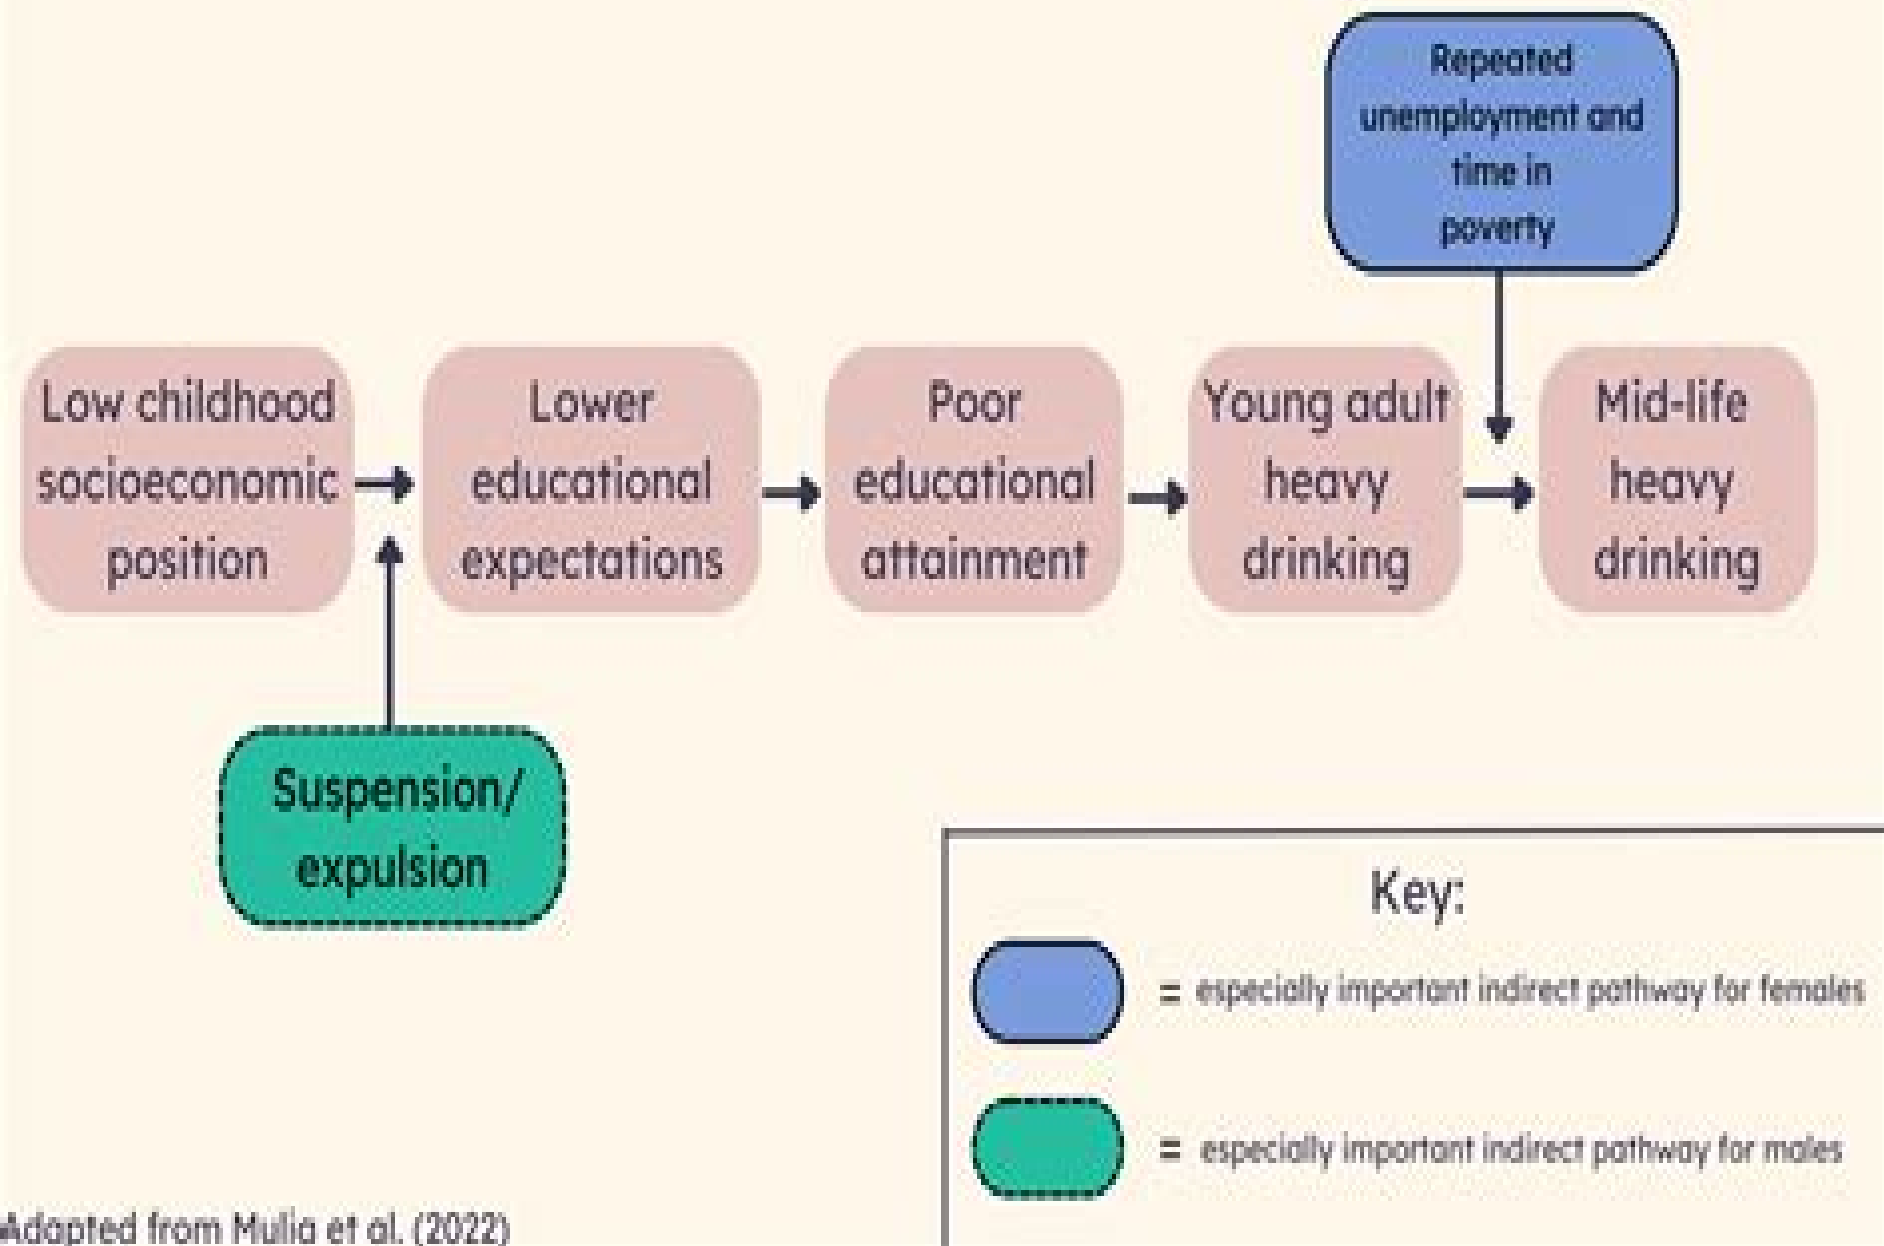 Repeated
unemployment and
time in
poverty
Low childhood
socioeconomic
position
Lower
educational
expectations
Poor
educational
attainment
Young adult
heavy
drinking
Mid-life
heavy
drinking
Suspension/
expulsion
Key:
= especially important indirect pathway for females
= especially important indirect pathway for males
Adapted from Mulia et al. (2022)